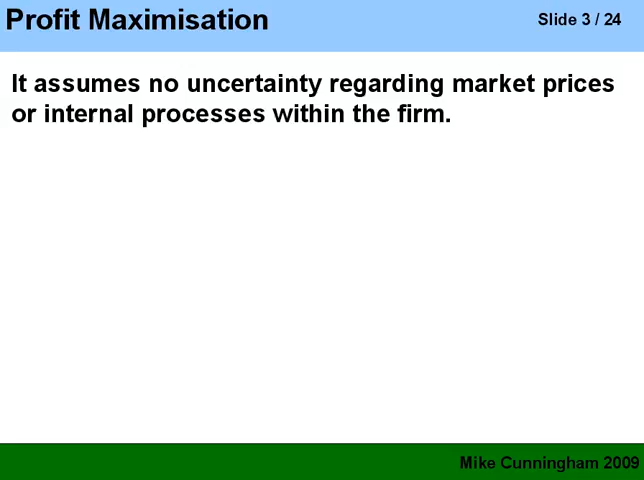 Profit Maximisation
Slide 3 / 24
It assumes no uncertainty regarding market prices
or internal processes within the firm.
Mike Cunningham 2009